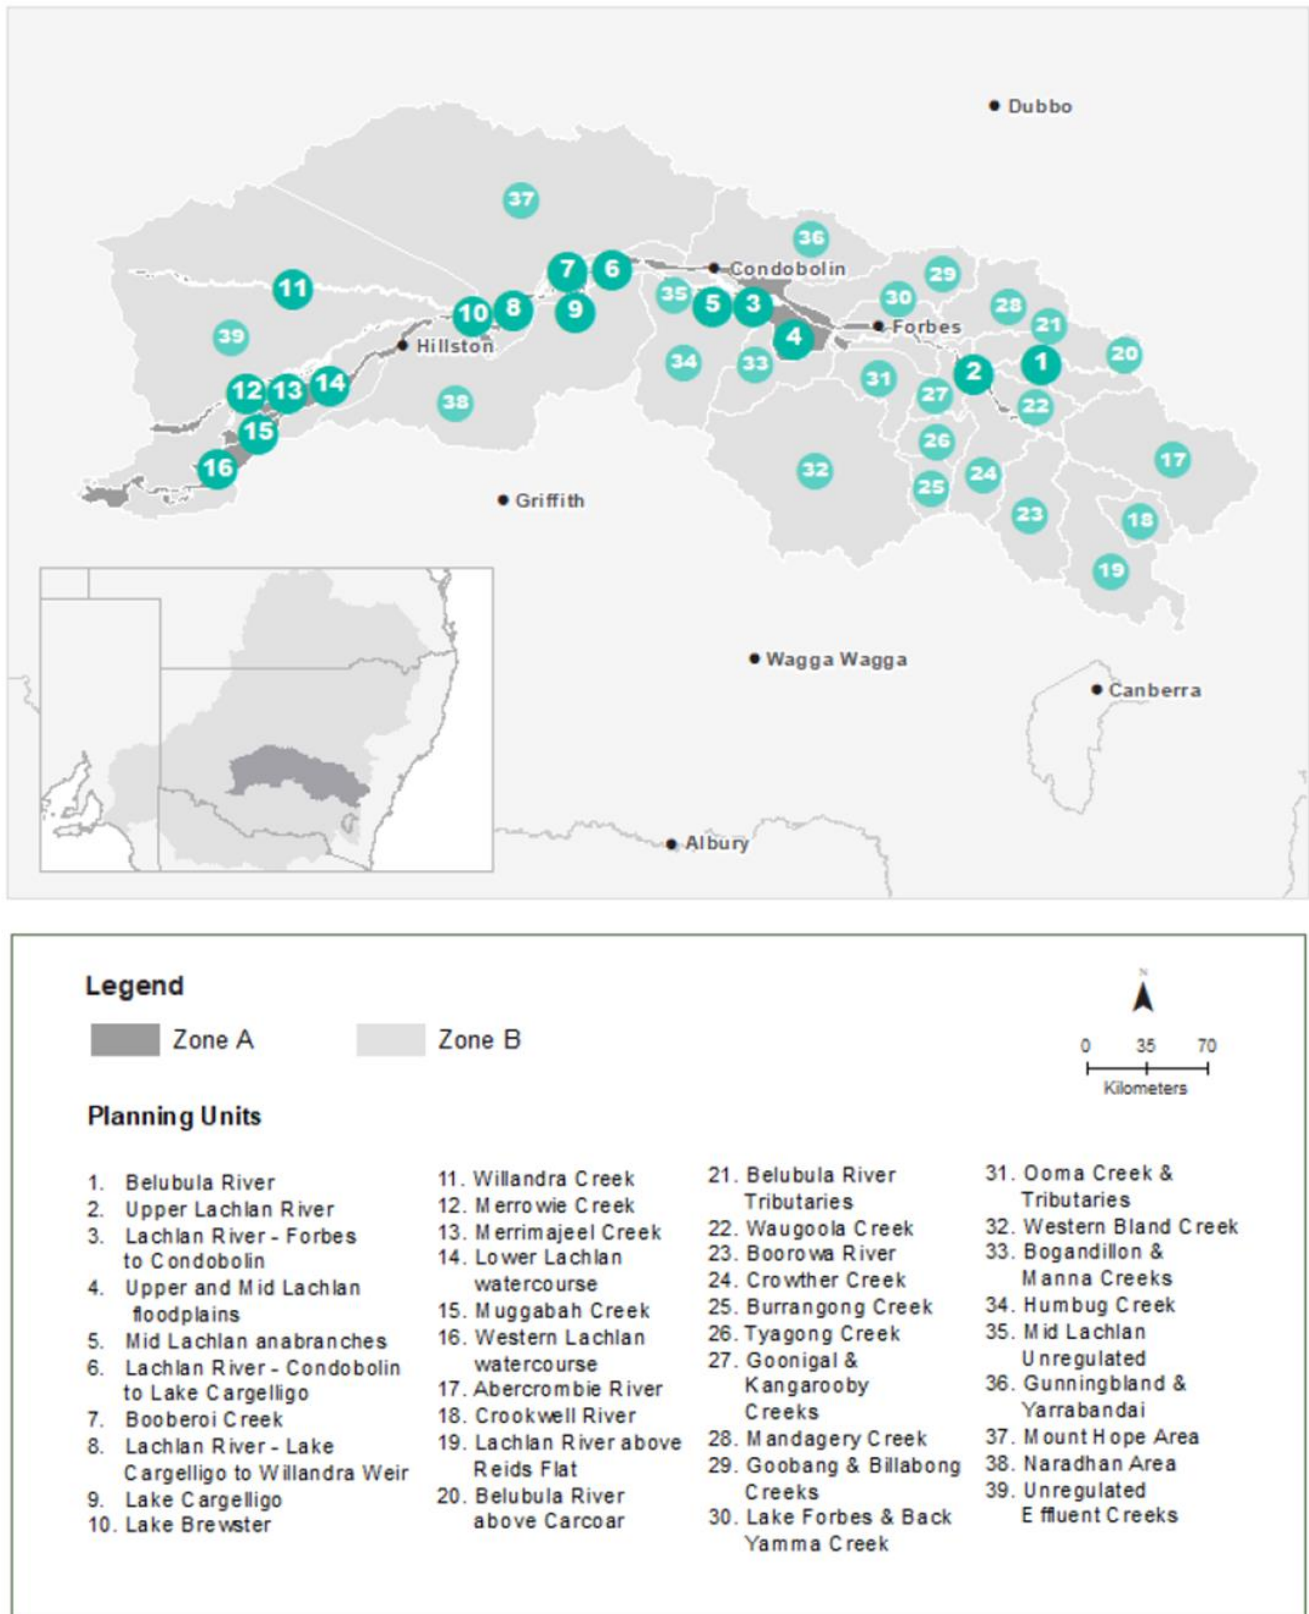 Dubbo
37
36
7
6
Condobolin
29
11
35
5
3
30
28
10
8
9
Forbes
21
39
Hillston
4
20
34
33
1
2
31
12
13
14
27
38
22
15
26
16
32
24
17
25
Griffith
23
18
19
Wagga Wagga
Canberra
Albury
Legend
Zone A
Zone B
N
0 35 70
Kilometers
Planning Units
1. Belubula River
2. Upper Lachlan River
3. Lachlan River - Forbes
to Condobolin
4. Upper and Mid Lachlan
floodplains
5. Mid Lachlan anabranches
6. Lachlan River - Condobolin
to Lake Cargelligo
7. Booberoi Creek
8. Lachlan River - Lake
Cargelligo to Willandra Weir
9. Lake Cargelligo
10. Lake Brewster
11. Willandra Creek
12. Merrowie Creek
13. Merrimajeel Creek
14. Lower Lachlan
watercourse
15. Muggabah Creek
16. Western Lachlan
watercourse
17. Abercrombie River
18. Crookwell River
19. Lachlan River above
Reids Flat
20. Belubula River
above Carcoar
21. Belubula River
Tributaries
22. Waugoola Creek
23. Boorowa River
24. Crowther Creek
25. Burrangong Creek
26. Tyagong Creek
27. Goonigal &
Kangarooby
Creeks
28. Mandagery Creek
29. Goobang & Billabong
Creeks
30. Lake Forbes & Back
Yamma Creek
31. Ooma Creek &
Tributaries
32. Western Bland Creek
33. Bogandillon &
Manna Creeks
34. Humbug Creek
35. Mid Lachlan
Unregulated
36. Gunningbland &
Yarrabandai
37. Mount Hope Area
38. Naradhan Area
39. Unregulated
Effluent Creeks